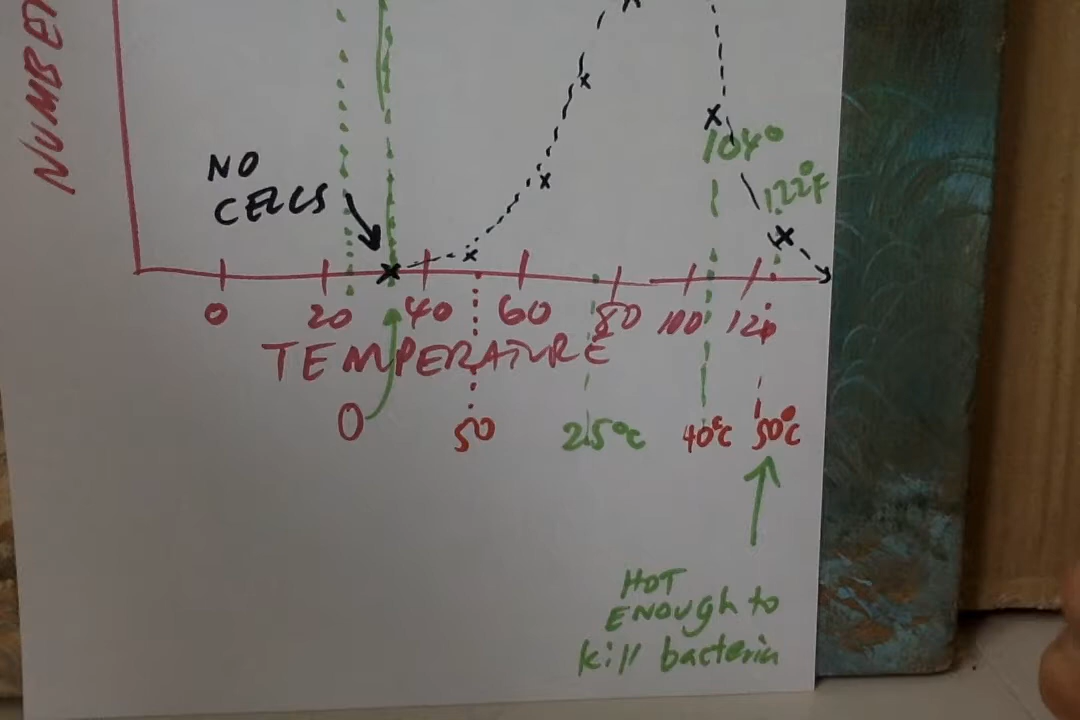 NUMBE
NO
CELLS
104°
122°F
0 20 40 60 80 100 120
TEMPERATURE
0 50 25°C 40°C 50°C
HOT
ENOUGH to
kill bacteria